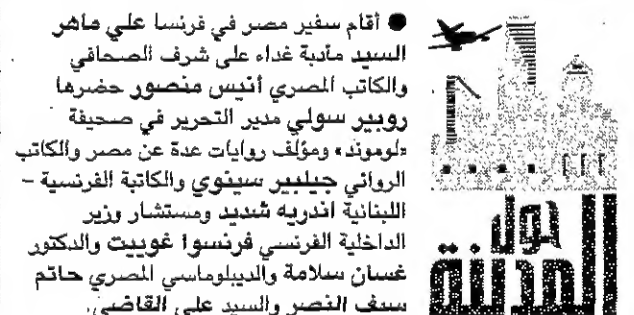 ● أقام سفير مصر في فرنسا علي ماهر
السيد مأدبة غداء على شرف الصحافي
والكاتب المصري أنيس منصور حضرها
روبير سولي مدير التحرير في صحيفة
«لوموند» ومؤلف روايات عدة عن مصر والكاتب
الروائي جيلبير سينوي والكاتبة الفرنسية –
اللبنانية اندريه شديد ومستشار وزير
الداخلية الفرنسي فرنسوا غوييت والدكتور
غسان سلامة والديبلوماسي المصري حاتم
سيف النصر والسيد علي القاضي.
حول
المدينة